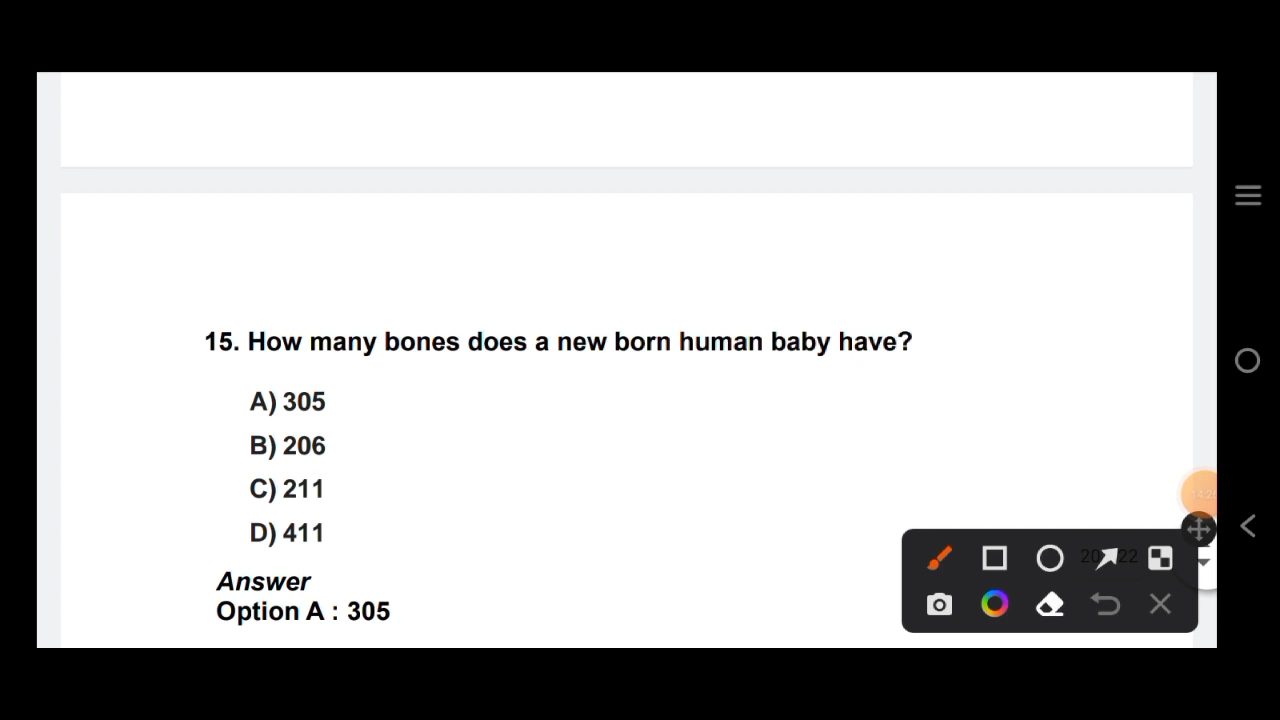 15. How many bones does a new born human baby have?
A) 305
B) 206
C) 211
D) 411
Answer
Option A : 305